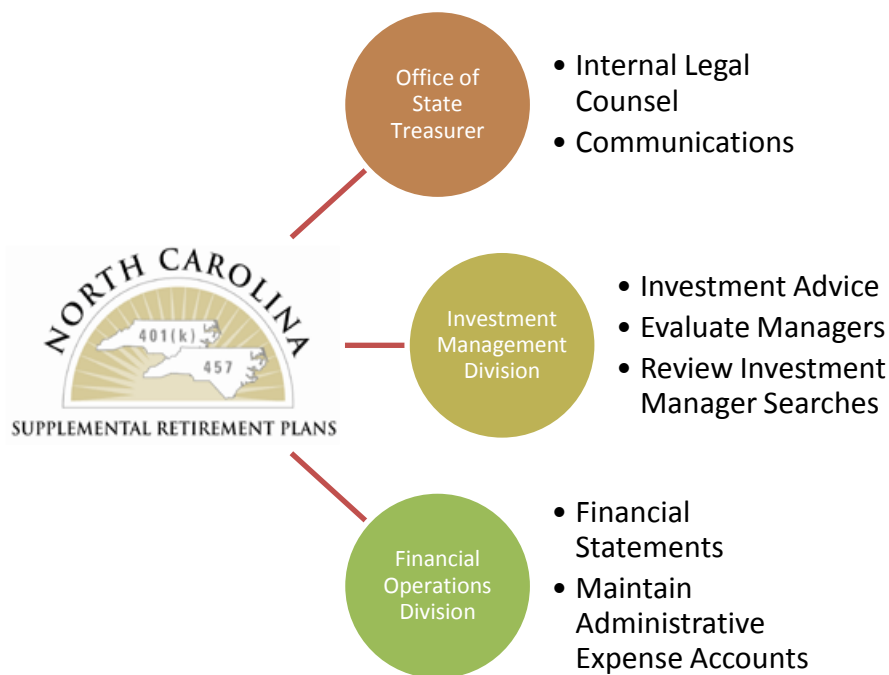 Office of
State
Treasurer
• Internal Legal
Counsel
• Communications
NORTH CAROLINA
401(k)
457
SUPPLEMENTAL RETIREMENT PLANS
Investment
Management
Division
• Investment Advice
• Evaluate Managers
• Review Investment
Manager Searches
Financial
Operations
Division
• Financial
Statements
• Maintain
Administrative
Expense Accounts